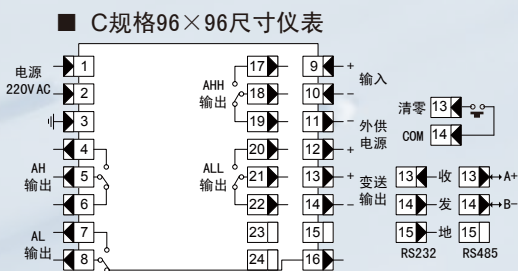 ■ C规格96×96尺寸仪表
电源
220V AC
1
2
3
4
5
6
7
8
AH
输出
AL
输出
AHH
输出
ALL
输出
17
18
19
20
21
22
23
24
9 +
10 -
11 -
12 +
13 +
14 -
15
16
输入
外供
电源
变送
输出
清零 13
COM 14
13 收 13 A+
14 发 14 B-
15 地 15
RS232 RS485